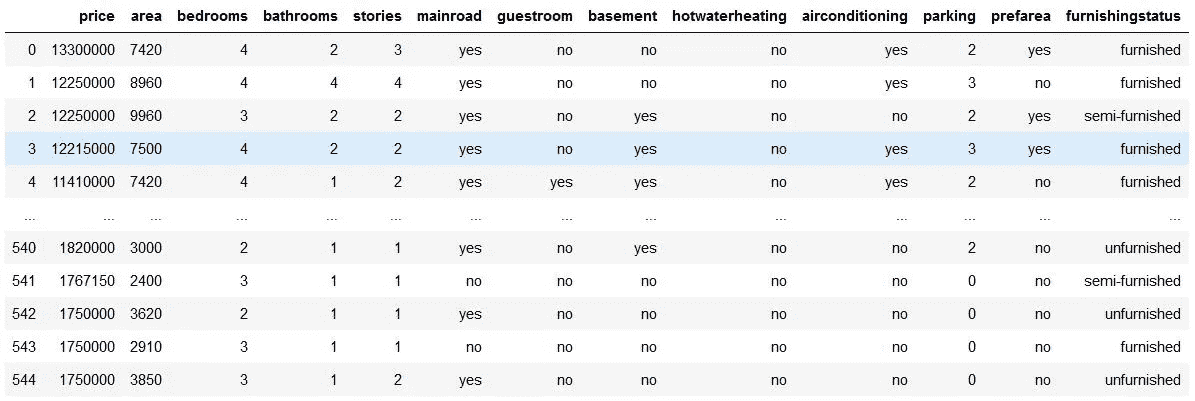 price area bedrooms bathrooms stories mainroad guestroom basement hotwaterheating airconditioning parking prefarea furnishingstatus
0 13300000 7420 4 2 3 yes no no no yes 2 yes furnished
1 12250000 8960 4 4 4 yes no no no yes 3 no furnished
2 12250000 9960 3 2 2 yes no yes no no 2 yes semi-furnished
3 12215000 7500 4 2 2 yes no yes no yes 3 yes furnished
4 11410000 7420 4 1 2 yes yes yes no yes 2 no furnished
... ... ... ... ... ... ... ... ... ... ... ... ... ...
540 1820000 3000 2 1 1 yes no yes no no 2 no unfurnished
541 1767150 2400 3 1 1 no no no no no 0 no semi-furnished
542 1750000 3620 2 1 1 yes no no no no 0 no unfurnished
543 1750000 2910 3 1 1 no no no no no 0 no furnished
544 1750000 3850 3 1 2 yes no no no no 0 no unfurnished